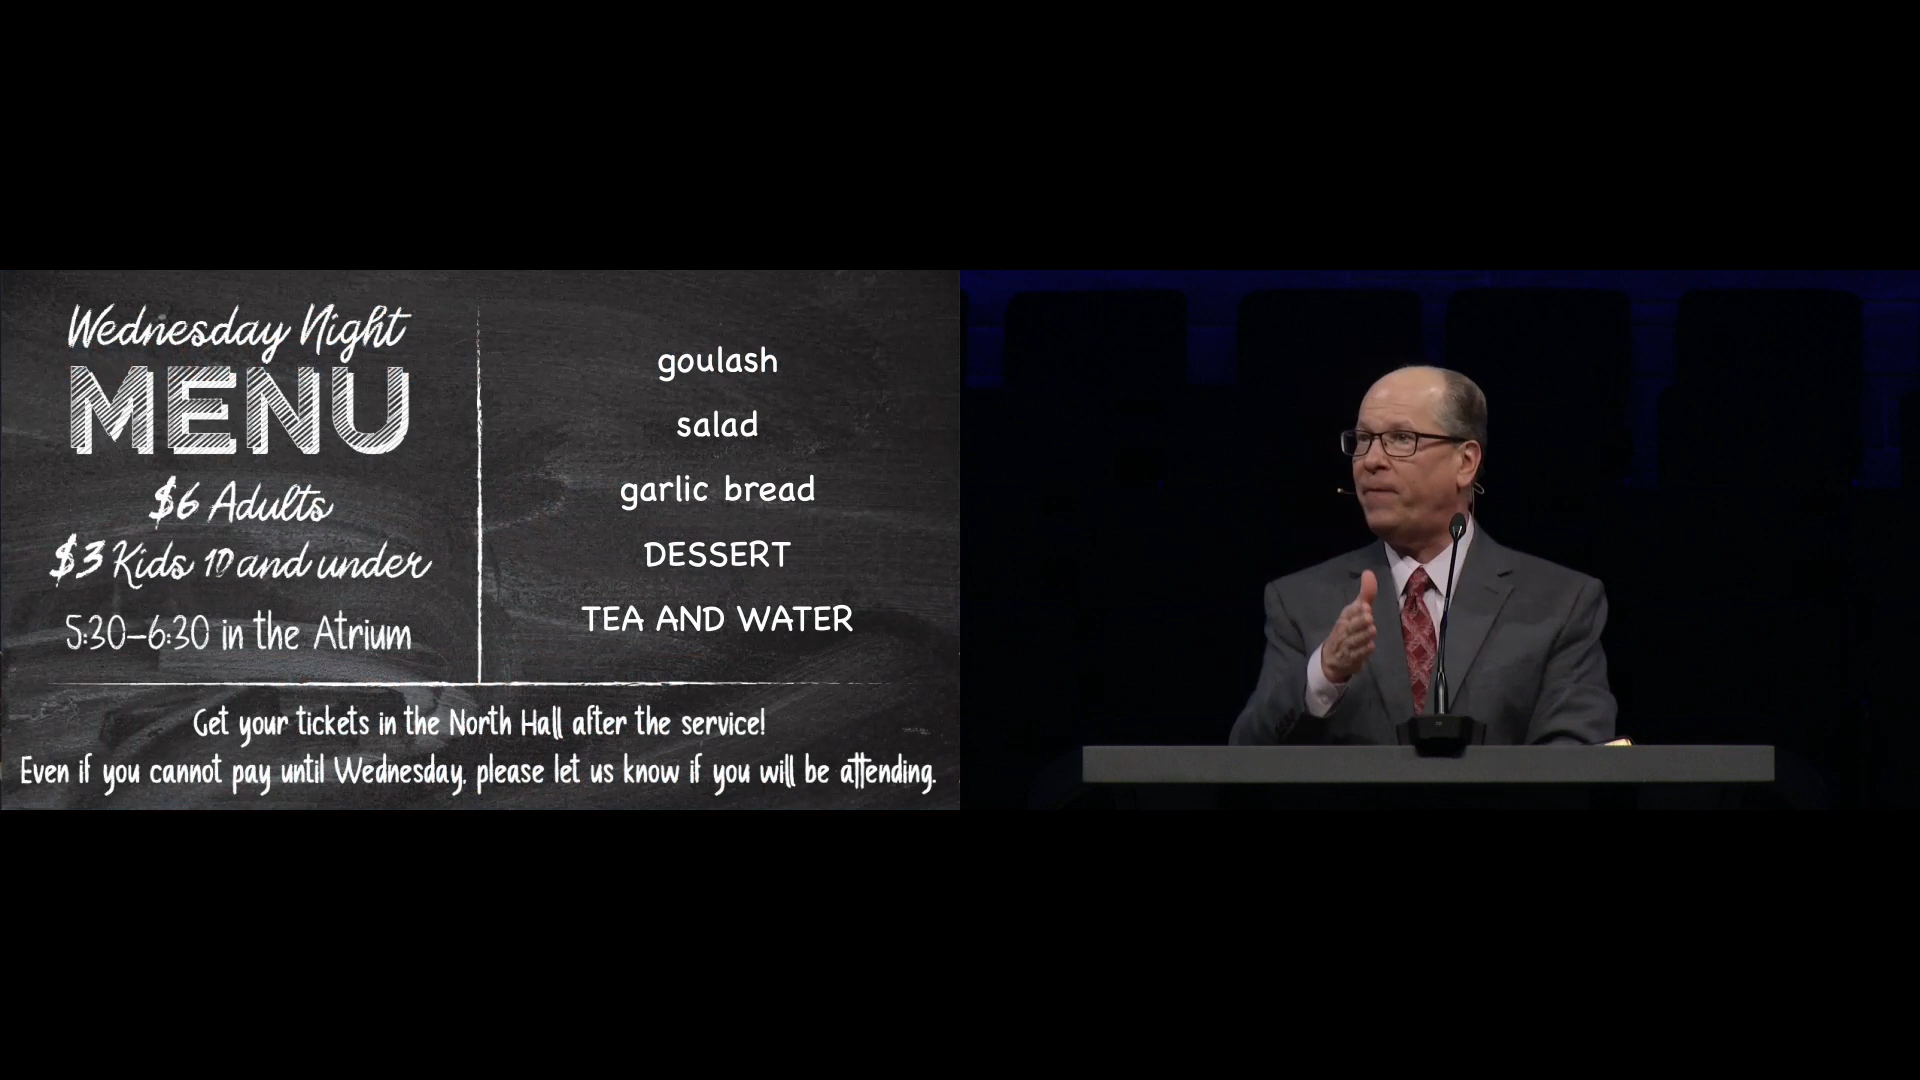 Wednesday Night
MENU
$6 Adults
$3 Kids 10 and under
5:30–6:30 in the Atrium
goulash
salad
garlic bread
DESSERT
TEA AND WATER
Get your tickets in the North Hall after the service!
Even if you cannot pay until Wednesday, please let us know if you will be attending.